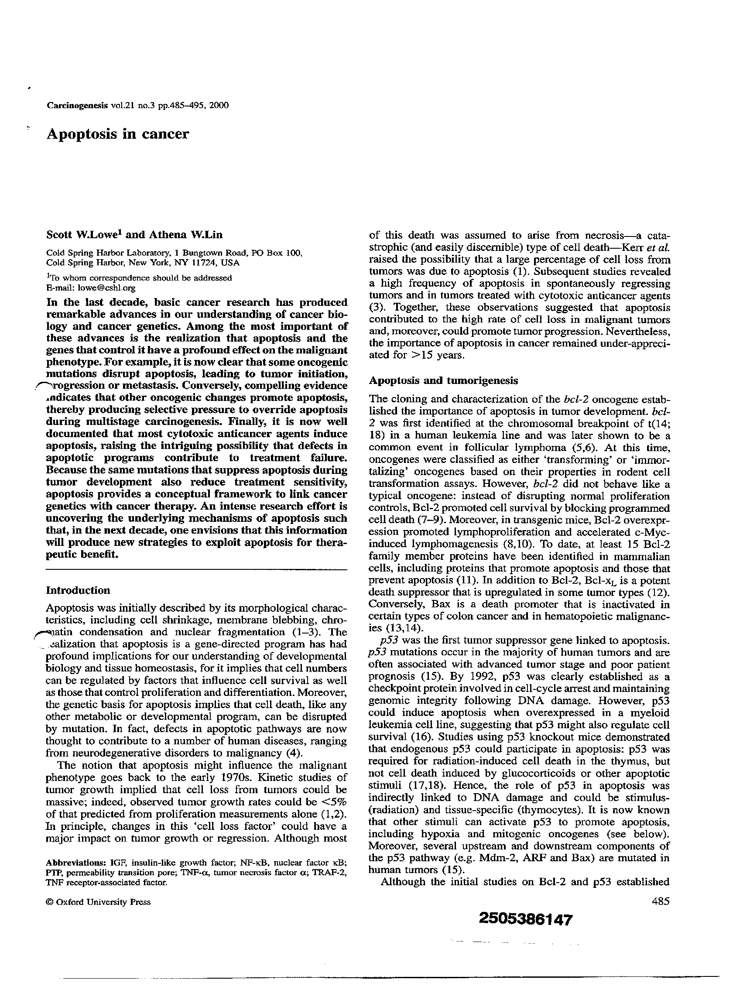 Carcinogenesis vol.21 no.3 pp.485–495, 2000
Apoptosis in cancer
Scott W.Lowe1 and Athena W.Lin
Cold Spring Harbor Laboratory, 1 Bungtown Road, PO Box 100,
Cold Spring Harbor, New York, NY 11724, USA
1To whom correspondence should be addressed
E-mail: lowe@cshl.org
In the last decade, basic cancer research has produced
remarkable advances in our understanding of cancer bio-
logy and cancer genetics. Among the most important of
these advances is the realization that apoptosis and the
genes that control it have a profound effect on the malignant
phenotype. For example, it is now clear that some oncogenic
mutations disrupt apoptosis, leading to tumor initiation,
rogression or metastasis. Conversely, compelling evidence
ndicates that other oncogenic changes promote apoptosis,
thereby producing selective pressure to override apoptosis
during multistage carcinogenesis. Finally, it is now well
documented that most cytotoxic anticancer agents induce
apoptosis, raising the intriguing possibility that defects in
apoptotic programs contribute to treatment failure.
Because the same mutations that suppress apoptosis during
tumor development also reduce treatment sensitivity,
apoptosis provides a conceptual framework to link cancer
genetics with cancer therapy. An intense research effort is
uncovering the underlying mechanisms of apoptosis such
that, in the next decade, one envisions that this information
will produce new strategies to exploit apoptosis for thera-
peutic benefit.
Introduction
Apoptosis was initially described by its morphological charac-
teristics, including cell shrinkage, membrane blebbing, chro-
matin condensation and nuclear fragmentation (1–3). The
ealization that apoptosis is a gene-directed program has had
profound implications for our understanding of developmental
biology and tissue homeostasis, for it implies that cell numbers
can be regulated by factors that influence cell survival as well
as those that control proliferation and differentiation. Moreover,
the genetic basis for apoptosis implies that cell death, like any
other metabolic or developmental program, can be disrupted
by mutation. In fact, defects in apoptotic pathways are now
thought to contribute to a number of human diseases, ranging
from neurodegenerative disorders to malignancy (4).
The notion that apoptosis might influence the malignant
phenotype goes back to the early 1970s. Kinetic studies of
tumor growth implied that cell loss from tumors could be
massive; indeed, observed tumor growth rates could be <5%
of that predicted from proliferation measurements alone (1,2).
In principle, changes in this 'cell loss factor' could have a
major impact on tumor growth or regression. Although most
Abbreviations: IGF, insulin-like growth factor; NF-κB, nuclear factor κB;
PTP, permeability transition pore; TNF-α, tumor necrosis factor α; TRAF-2,
TNF receptor-associated factor.
© Oxford University Press
of this death was assumed to arise from necrosis—a cata-
strophic (and easily discernible) type of cell death—Kerr et al.
raised the possibility that a large percentage of cell loss from
tumors was due to apoptosis (1). Subsequent studies revealed
a high frequency of apoptosis in spontaneously regressing
tumors and in tumors treated with cytotoxic anticancer agents
(3). Together, these observations suggested that apoptosis
contributed to the high rate of cell loss in malignant tumors
and, moreover, could promote tumor progression. Nevertheless,
the importance of apoptosis in cancer remained under-appreci-
ated for >15 years.
Apoptosis and tumorigenesis
The cloning and characterization of the bcl-2 oncogene estab-
lished the importance of apoptosis in tumor development. bcl-
2 was first identified at the chromosomal breakpoint of t(14;
18) in a human leukemia line and was later shown to be a
common event in follicular lymphoma (5,6). At this time,
oncogenes were classified as either 'transforming' or 'immor-
talizing' oncogenes based on their properties in rodent cell
transformation assays. However, bcl-2 did not behave like a
typical oncogene: instead of disrupting normal proliferation
controls, Bcl-2 promoted cell survival by blocking programmed
cell death (7–9). Moreover, in transgenic mice, Bcl-2 overexpr-
ession promoted lymphoproliferation and accelerated c-Myc-
induced lymphomagenesis (8,10). To date, at least 15 Bcl-2
family member proteins have been identified in mammalian
cells, including proteins that promote apoptosis and those that
prevent apoptosis (11). In addition to Bcl-2, Bcl-xL is a potent
death suppressor that is upregulated in some tumor types (12).
Conversely, Bax is a death promoter that is inactivated in
certain types of colon cancer and in hematopoietic malignanc-
ies (13,14).
p53 was the first tumor suppressor gene linked to apoptosis.
p53 mutations occur in the majority of human tumors and are
often associated with advanced tumor stage and poor patient
prognosis (15). By 1992, p53 was clearly established as a
checkpoint protein involved in cell-cycle arrest and maintaining
genomic integrity following DNA damage. However, p53
could induce apoptosis when overexpressed in a myeloid
leukemia cell line, suggesting that p53 might also regulate cell
survival (16). Studies using p53 knockout mice demonstrated
that endogenous p53 could participate in apoptosis: p53 was
required for radiation-induced cell death in the thymus, but
not cell death induced by glucocorticoids or other apoptotic
stimuli (17,18). Hence, the role of p53 in apoptosis was
indirectly linked to DNA damage and could be stimulus-
(radiation) and tissue-specific (thymocytes). It is now known
that other stimuli can activate p53 to promote apoptosis,
including hypoxia and mitogenic oncogenes (see below).
Moreover, several upstream and downstream components of
the p53 pathway (e.g. Mdm-2, ARF and Bax) are mutated in
human tumors (15).
Although the initial studies on Bcl-2 and p53 established
485
2505386147